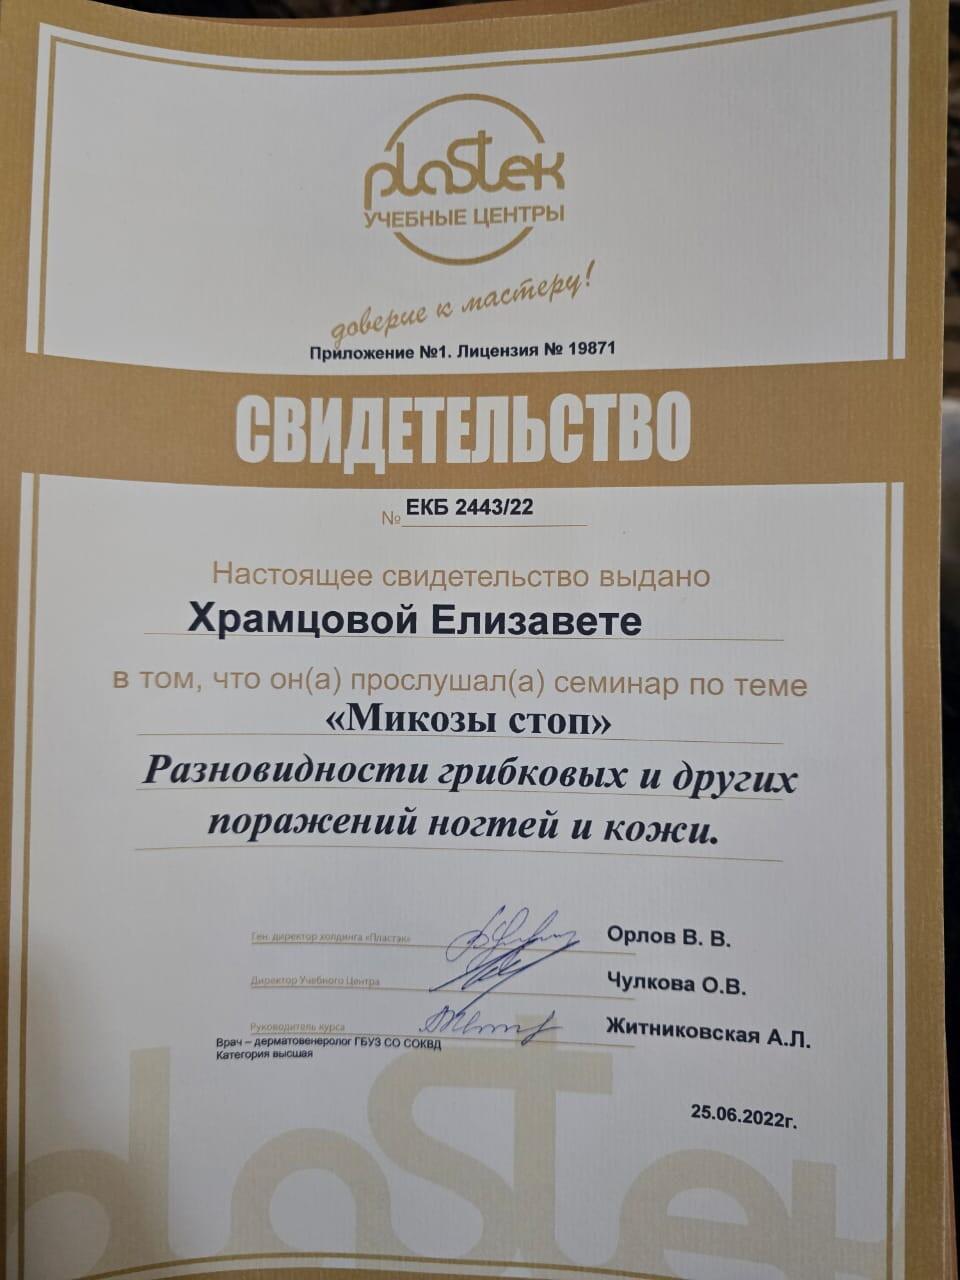 plastek
УЧЕБНЫЕ ЦЕНТРЫ
доверие к мастеру!
Приложение №1. Лицензия № 19871
СВИДЕТЕЛЬСТВО
№ ЕКБ 2443/22
Настоящее свидетельство выдано
Храмцовой Елизавете
в том, что он(а) прослушал(а) семинар по теме
«Микозы стоп»
Разновидности грибковых и других
поражений ногтей и кожи.
Ген. директор холдинга «Пластэк» Орлов В. В.
Директор Учебного Центра Чулкова О.В.
Руководитель курса Житниковская А.Л.
Врач – дерматовенеролог ГБУЗ СО СОКВД
Категория высшая
25.06.2022г.
plastek